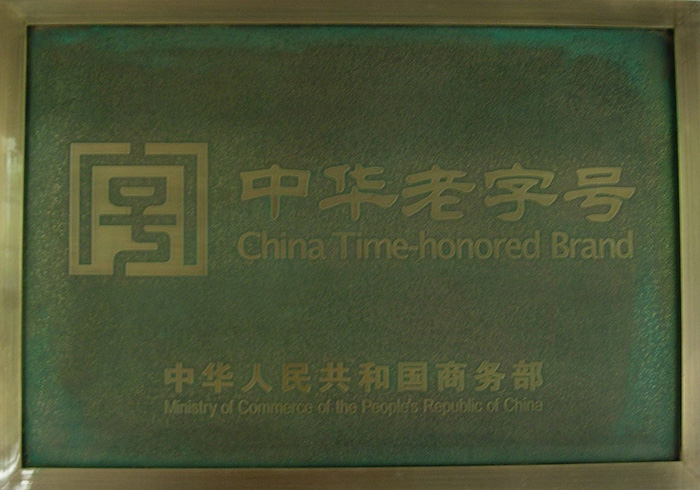 中华老字号
China Time-honored Brand
中华人民共和国商务部
Ministry of Commerce of the People's Republic of China